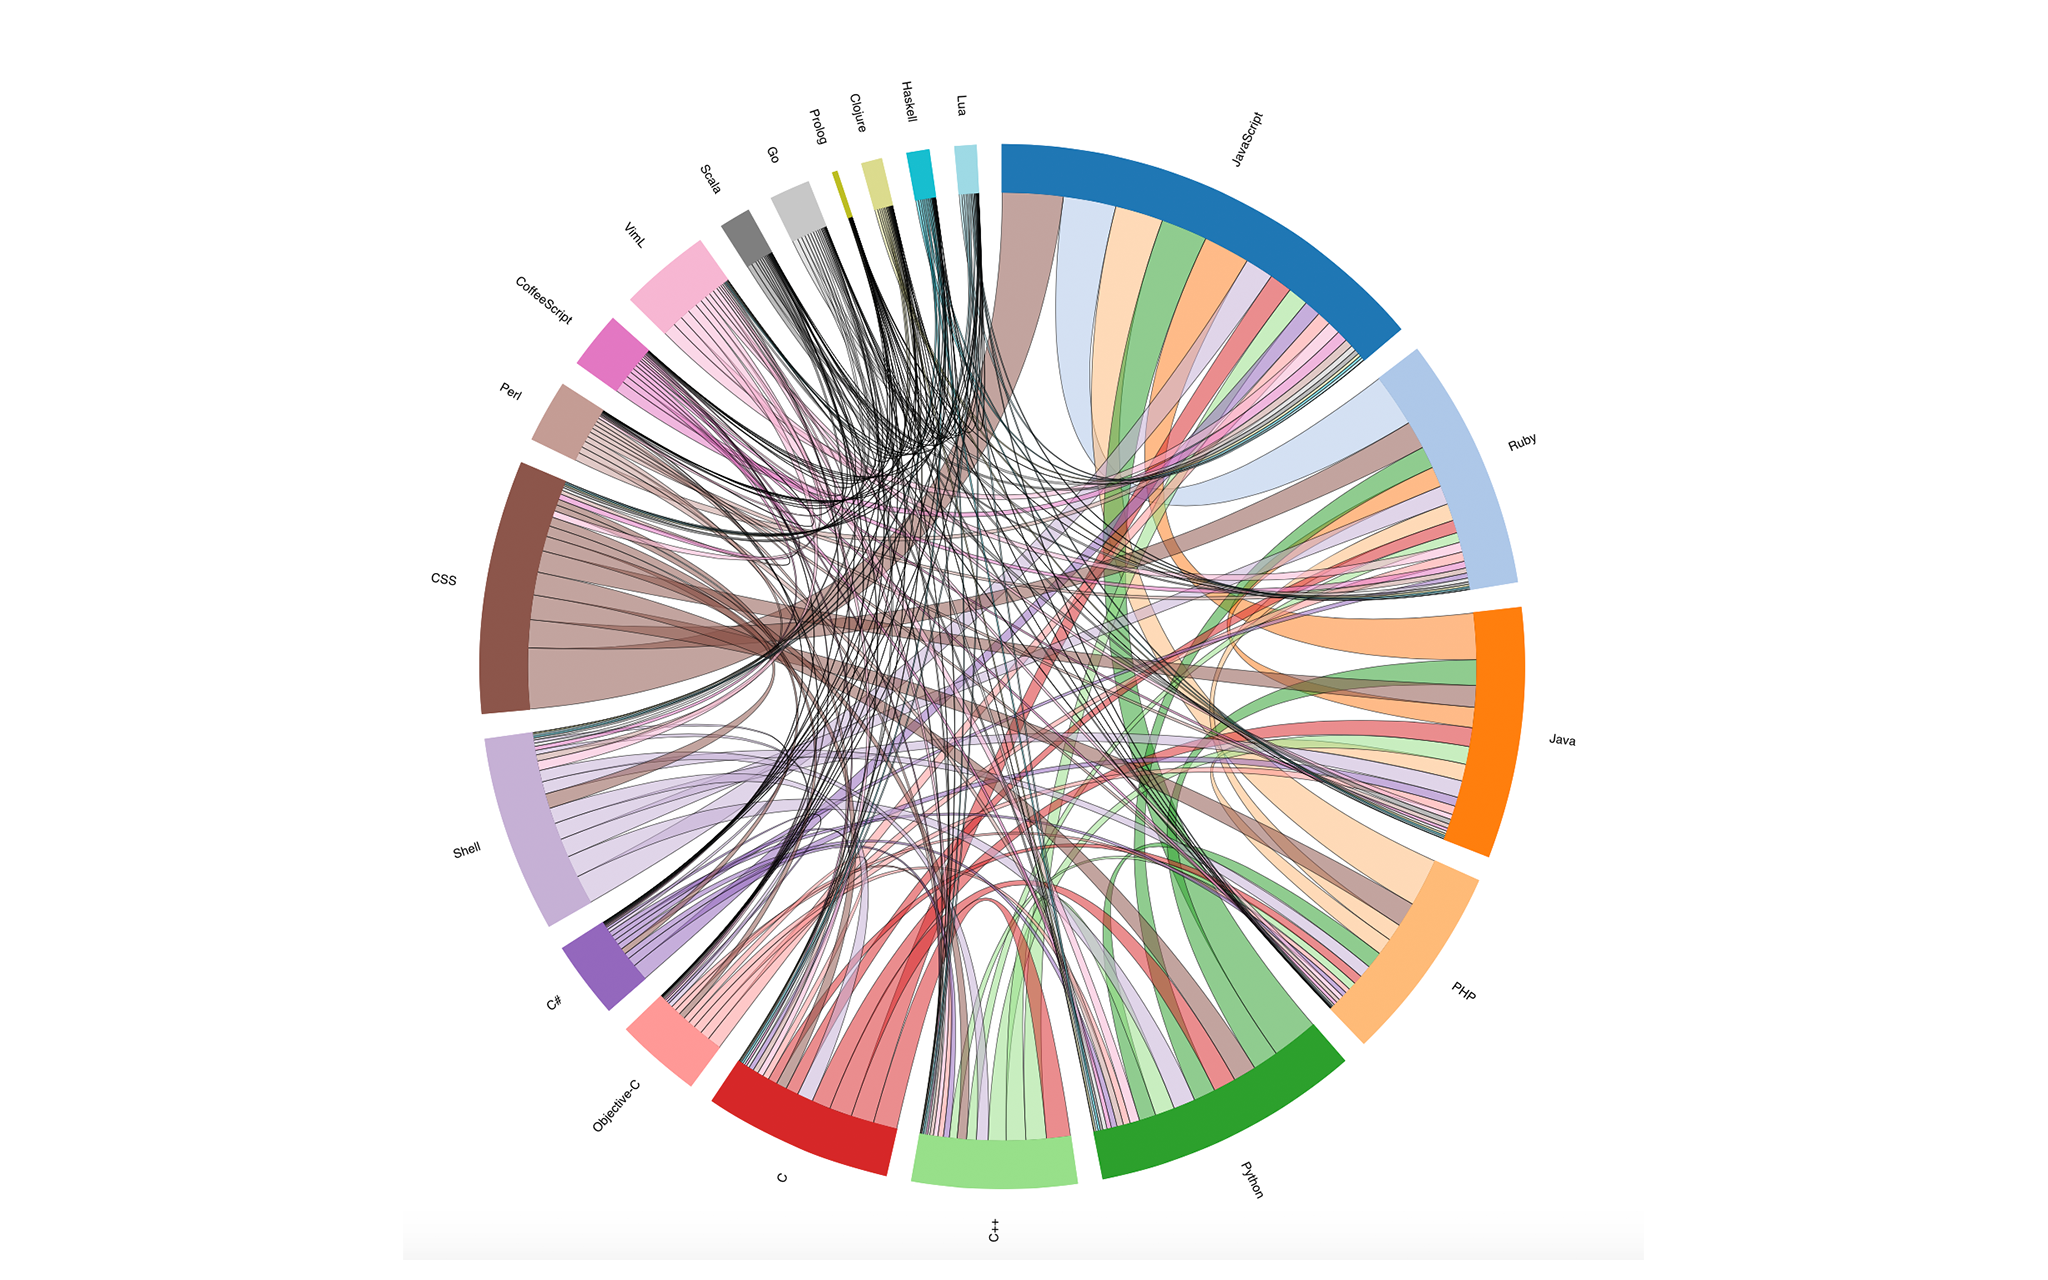 JavaScript
Ruby
Java
PHP
Python
C++
C
Objective-C
C#
Shell
CSS
Perl
CoffeeScript
VimL
Scala
Go
Prolog
Clojure
Haskell
Lua